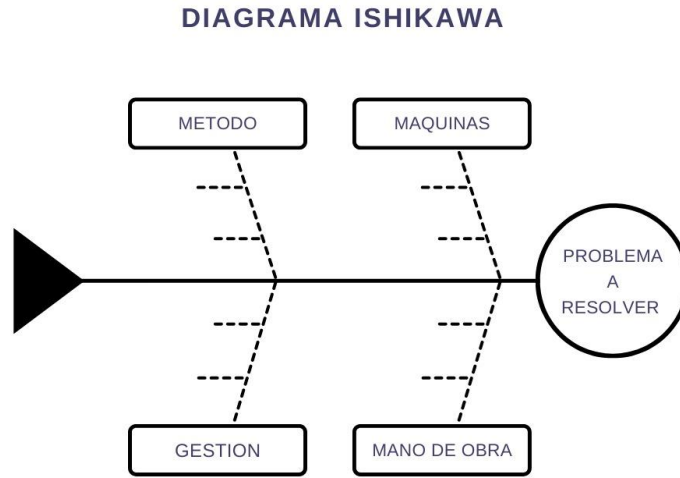 DIAGRAMA ISHIKAWA
METODO
MAQUINAS
PROBLEMA
A
RESOLVER
GESTION
MANO DE OBRA